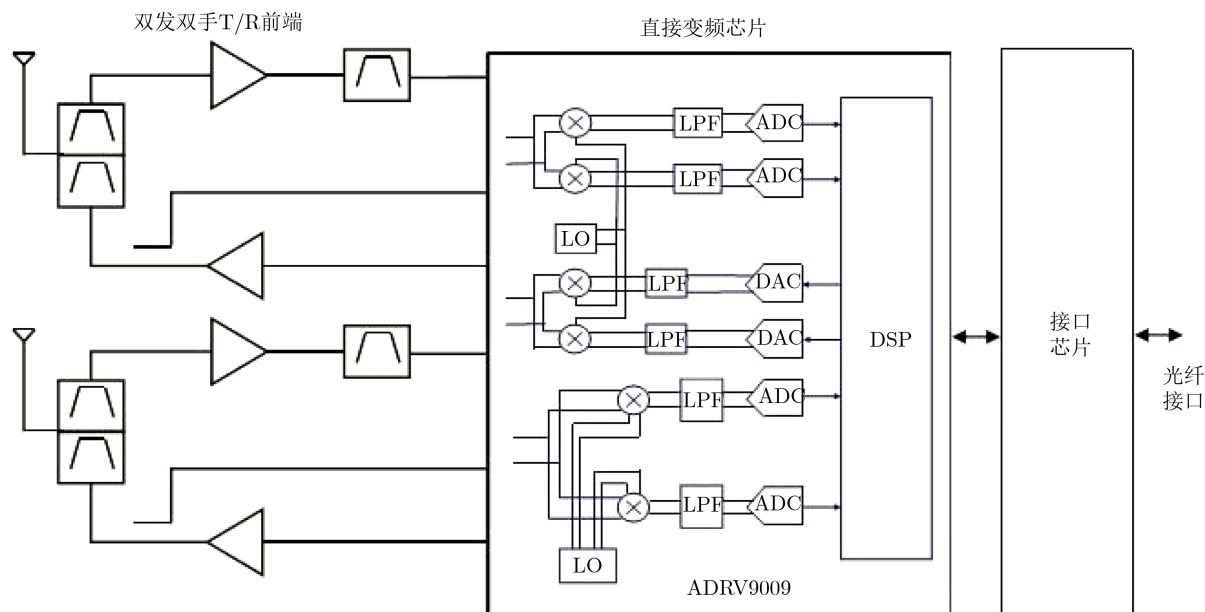 双发双手T/R前端
直接变频芯片
LPF
ADC
LPF
ADC
LO
LPF
DAC
LPF
DAC
DSP
LPF
ADC
LPF
ADC
LO
ADRV9009
接口
芯片
光纤
接口